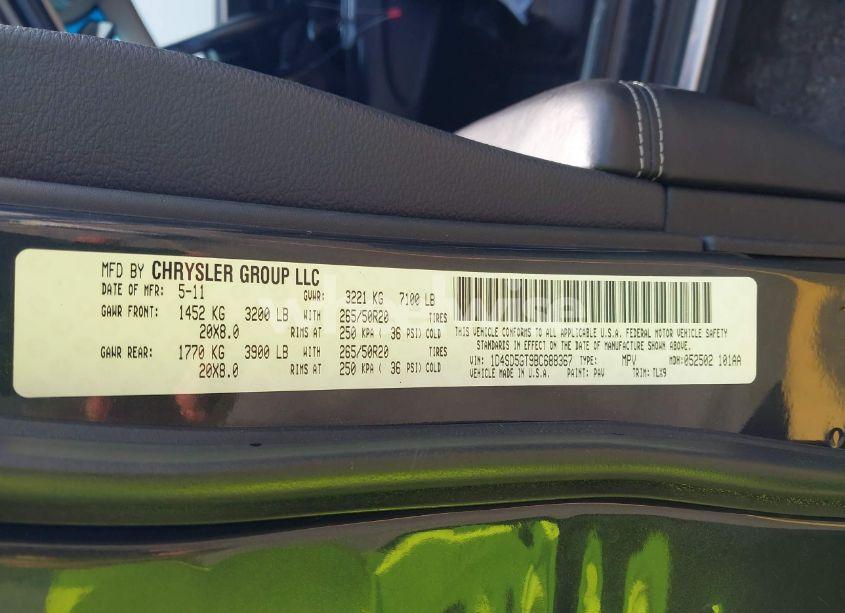 MFD BY CHRYSLER GROUP LLC
DATE OF MFR: 5-11 GVWR: 3221 KG 7100 LB
GAWR FRONT: 1452 KG 3200 LB WITH 265/50R20 TIRES
20X8.0 RIMS AT 250 KPA ( 36 PSI) COLD
GAWR REAR: 1770 KG 3900 LB WITH 265/50R20 TIRES
20X8.0 RIMS AT 250 KPA ( 36 PSI) COLD
THIS VEHICLE CONFORMS TO ALL APPLICABLE U.S.A. FEDERAL MOTOR VEHICLE SAFETY
STANDARDS IN EFFECT ON THE DATE OF MANUFACTURE SHOWN ABOVE.
VIN: 1D4SD5GT9BC688367 TYPE: MPV MDH: 052502 101AA
VEHICLE MADE IN U.S.A. PAINT: PAV TRIM: TLX9